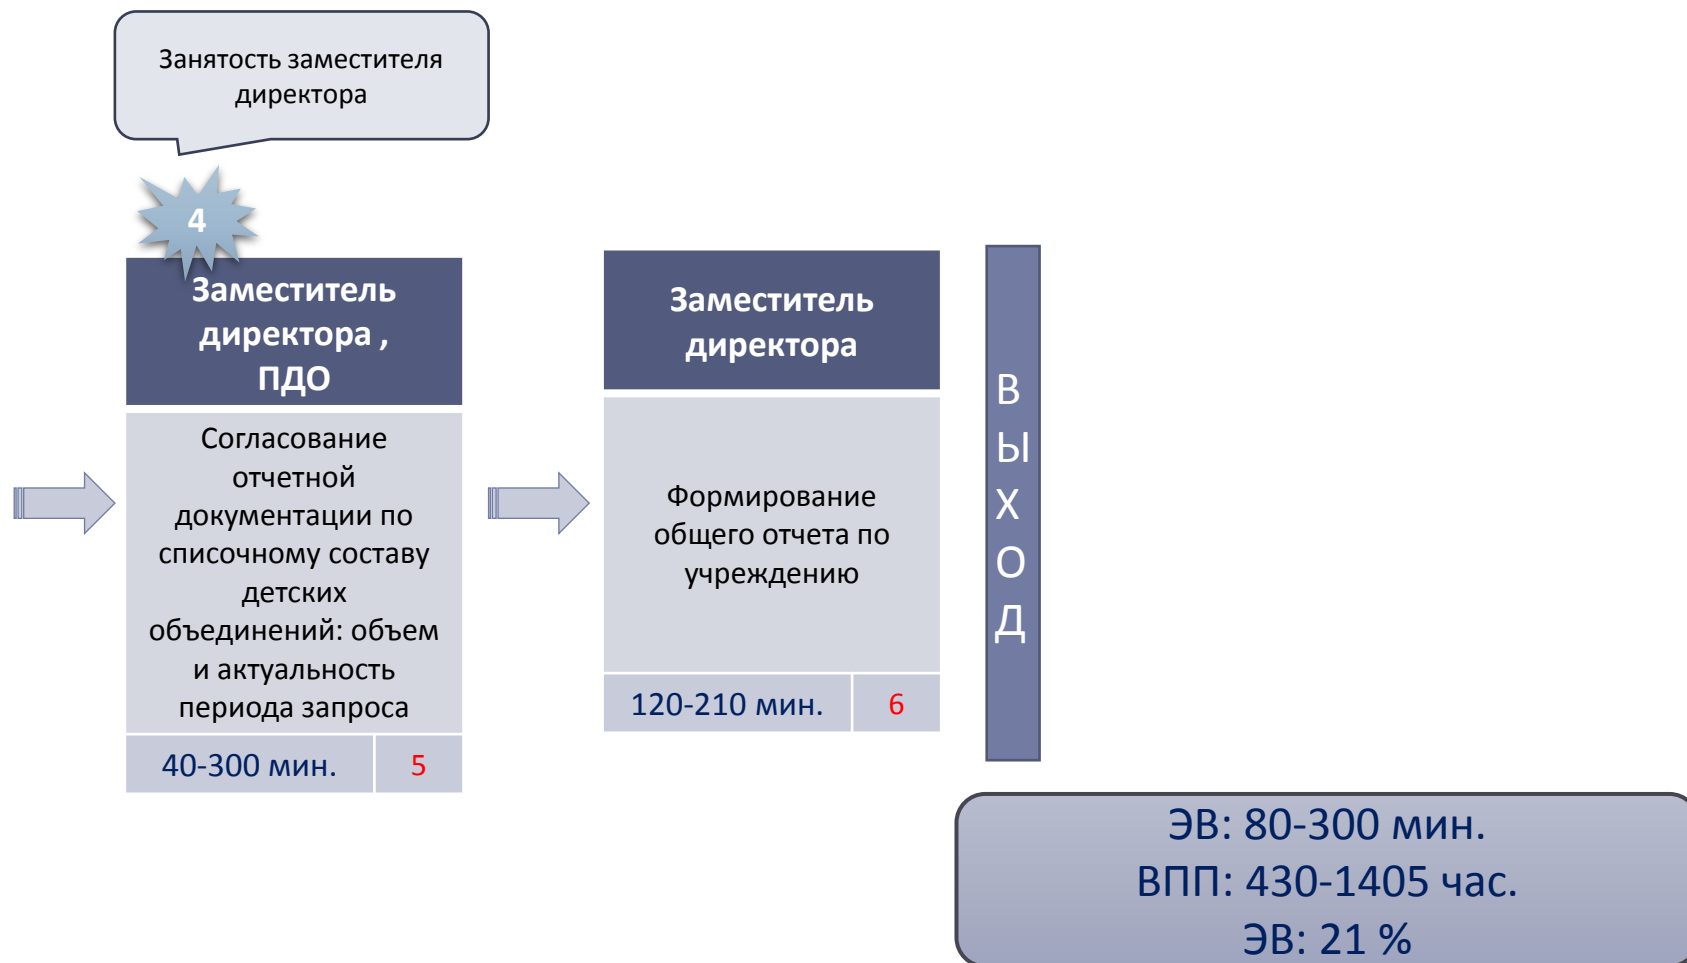 Занятость заместителя
директора
4
Заместитель
директора ,
ПДО
Согласование
отчетной
документации по
списочному составу
детских
объединений: объем
и актуальность
периода запроса
40-300 мин.
5
Заместитель
директора
Формирование
общего отчета по
учреждению
120-210 мин.
6
В
Ы
Х
О
Д
ЭВ: 80-300 мин.
ВПП: 430-1405 час.
ЭВ: 21 %